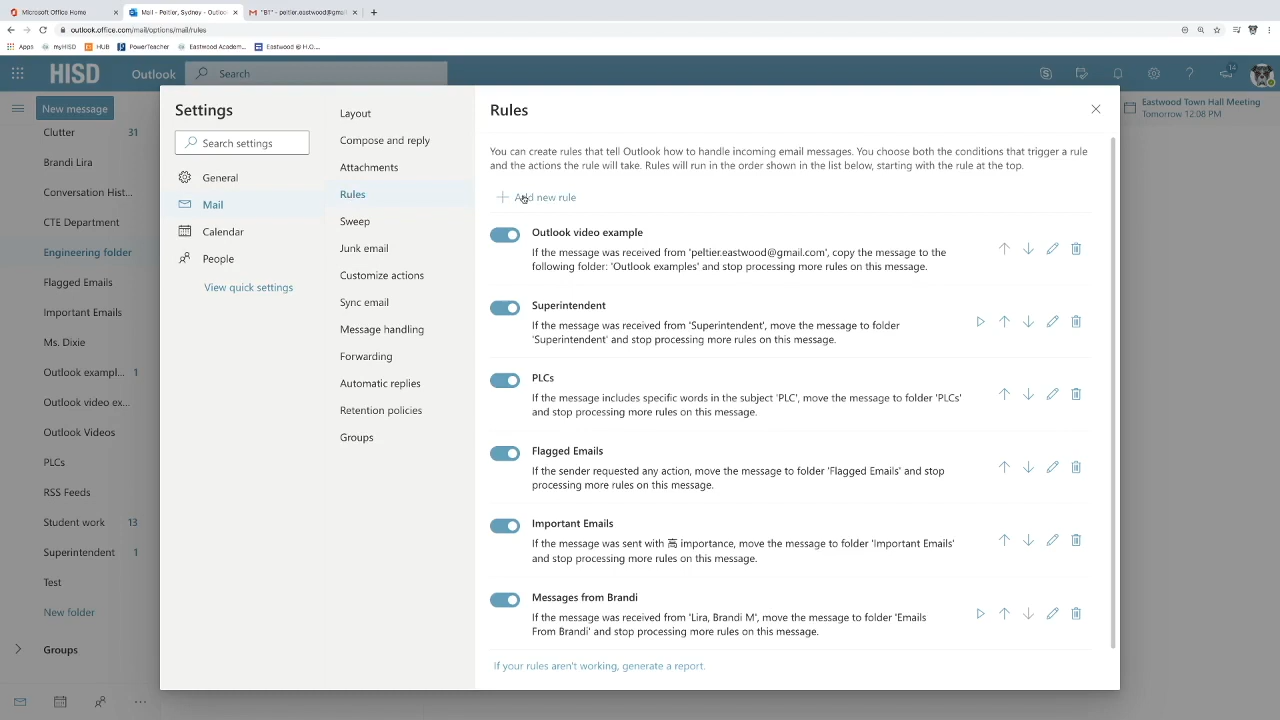 Microsoft Office Home
Mail - Peltier, Sydney - Outloo
"B1" - peltier.eastwood@gmai
outlook.office.com/mail/options/mail/rules
Apps
myHISD
HUB
PowerTeacher
Eastwood Academ...
Eastwood @ H.O....
HISD
Outlook
Search
14
New message
Eastwood Town Hall Meeting
Tomorrow 12:08 PM
Clutter 31
Brandi Lira
Conversation Hist...
CTE Department
Engineering folder
Flagged Emails
Important Emails
Ms. Dixie
Outlook exampl... 1
Outlook video ex...
Outlook Videos
PLCs
RSS Feeds
Student work 13
Superintendent 1
Test
New folder
Groups
Settings
Search settings
General
Mail
Calendar
People
View quick settings
Layout
Compose and reply
Attachments
Rules
Sweep
Junk email
Customize actions
Sync email
Message handling
Forwarding
Automatic replies
Retention policies
Groups
Rules
You can create rules that tell Outlook how to handle incoming email messages. You choose both the conditions that trigger a rule
and the actions the rule will take. Rules will run in the order shown in the list below, starting with the rule at the top.
Add new rule
Outlook video example
If the message was received from 'peltier.eastwood@gmail.com', copy the message to the
following folder: 'Outlook examples' and stop processing more rules on this message.
Superintendent
If the message was received from 'Superintendent', move the message to folder
'Superintendent' and stop processing more rules on this message.
PLCs
If the message includes specific words in the subject 'PLC', move the message to folder 'PLCs'
and stop processing more rules on this message.
Flagged Emails
If the sender requested any action, move the message to folder 'Flagged Emails' and stop
processing more rules on this message.
Important Emails
If the message was sent with 高 importance, move the message to folder 'Important Emails'
and stop processing more rules on this message.
Messages from Brandi
If the message was received from 'Lira, Brandi M', move the message to folder 'Emails
From Brandi' and stop processing more rules on this message.
If your rules aren't working, generate a report.